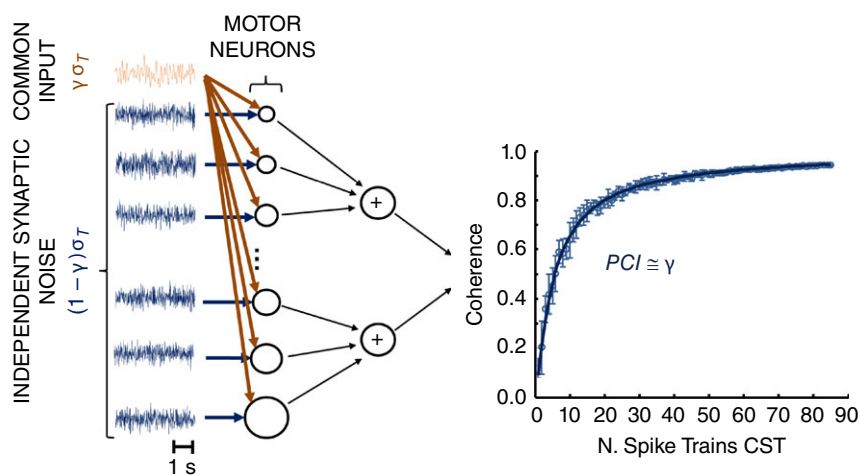 MOTOR
NEURONS
COMMON
INPUT
γ σT
INDEPENDENT SYNAPTIC
NOISE
(1 – γ) σT
...
+
+
1 s
Coherence
1.0
0.8
0.6
0.4
0.2
0.0
PCI ≅ γ
0 10 20 30 40 50 60 70 80 90
N. Spike Trains CST